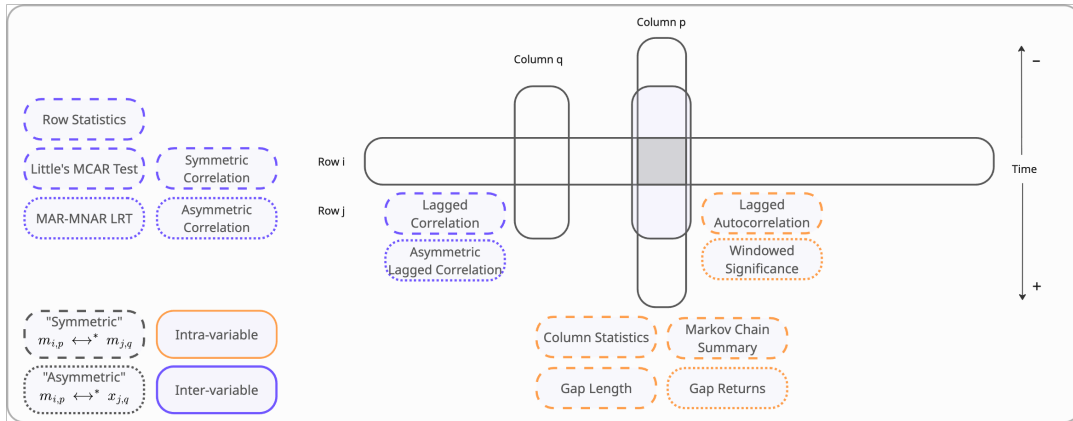 Column p
Column q
Row Statistics
Little's MCAR Test
Symmetric
Correlation
MAR-MNAR LRT
Asymmetric
Correlation
Row i
Row j
Lagged
Correlation
Asymmetric
Lagged Correlation
Lagged
Autocorrelation
Windowed
Significance
−
Time
+
"Symmetric"
m_{i,p} ⟷* m_{j,q}
Intra-variable
"Asymmetric"
m_{i,p} ⟷* x_{j,q}
Inter-variable
Column Statistics
Markov Chain
Summary
Gap Length
Gap Returns